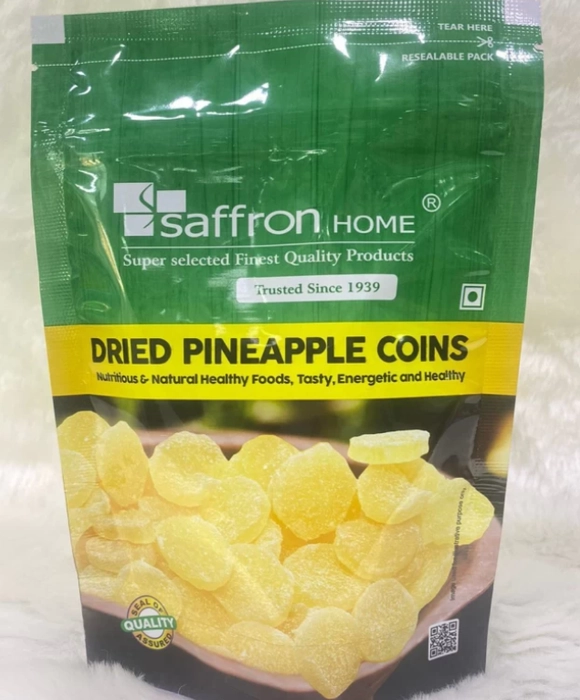 TEAR HERE
RESEALABLE PACK
saffron HOME ®
Super selected Finest Quality Products
Trusted Since 1939
DRIED PINEAPPLE COINS
Nutritious & Natural Healthy Foods, Tasty, Energetic and Healthy
SEAL OF
QUALITY
ASSURED